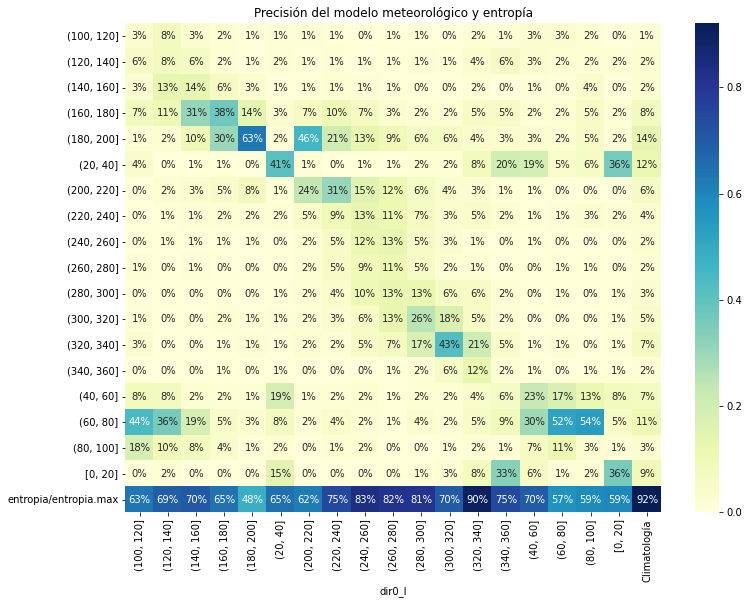 Precisión del modelo meteorológico y entropía
(100, 120] 3% 8% 3% 2% 1% 1% 1% 1% 0% 1% 1% 0% 2% 1% 3% 3% 2% 0% 1%
(120, 140] 6% 8% 6% 2% 1% 2% 0% 1% 1% 1% 1% 1% 4% 6% 3% 2% 2% 2% 2%
(140, 160] 3% 13% 14% 6% 3% 1% 1% 1% 1% 0% 0% 0% 2% 0% 1% 0% 4% 0% 2%
(160, 180] 7% 11% 31% 38% 14% 3% 7% 10% 7% 3% 2% 2% 5% 5% 2% 2% 5% 2% 8%
(180, 200] 1% 2% 10% 30% 63% 2% 46% 21% 13% 9% 6% 6% 4% 3% 3% 2% 5% 2% 14%
(20, 40] 4% 0% 1% 1% 0% 41% 1% 0% 1% 1% 2% 2% 8% 20% 19% 5% 6% 36% 12%
(200, 220] 0% 2% 3% 5% 8% 1% 24% 31% 15% 12% 6% 4% 3% 1% 1% 0% 0% 0% 6%
(220, 240] 0% 1% 1% 2% 2% 2% 5% 9% 13% 11% 7% 3% 5% 2% 1% 1% 3% 2% 4%
(240, 260] 0% 1% 1% 1% 1% 0% 2% 5% 12% 13% 5% 3% 1% 0% 1% 0% 0% 0% 2%
(260, 280] 1% 0% 0% 0% 1% 0% 2% 5% 9% 11% 5% 2% 1% 0% 0% 0% 0% 1% 2%
(280, 300] 0% 0% 0% 0% 1% 1% 2% 4% 10% 13% 13% 6% 6% 2% 1% 1% 0% 1% 3%
(300, 320] 1% 0% 0% 2% 1% 1% 2% 3% 6% 13% 26% 18% 5% 2% 0% 0% 0% 1% 5%
(320, 340] 3% 0% 0% 1% 1% 2% 2% 2% 5% 7% 17% 43% 21% 5% 2% 1% 0% 1% 7%
(340, 360] 0% 0% 0% 0% 1% 1% 0% 0% 0% 1% 2% 6% 12% 2% 1% 0% 0% 1% 2%
(40, 60] 8% 8% 2% 2% 1% 19% 1% 2% 2% 1% 2% 2% 4% 6% 23% 17% 13% 8% 7%
(60, 80] 44% 36% 19% 5% 3% 8% 2% 4% 2% 1% 4% 2% 5% 9% 30% 52% 54% 5% 11%
(80, 100] 18% 10% 8% 4% 1% 2% 0% 1% 2% 0% 0% 1% 2% 1% 7% 11% 3% 1% 3%
[0, 20] 0% 2% 0% 0% 0% 15% 0% 0% 0% 0% 1% 3% 8% 33% 6% 1% 2% 36% 9%
entropia/entropia.max 63% 69% 70% 65% 48% 65% 62% 75% 83% 82% 81% 70% 90% 75% 70% 57% 59% 59% 92%
(100, 120] (120, 140] (140, 160] (160, 180] (180, 200] (20, 40] (200, 220] (220, 240] (240, 260] (260, 280] (280, 300] (300, 320] (320, 340] (340, 360] (40, 60] (60, 80] (80, 100] [0, 20] Climatología
dir0_l
0.8
0.6
0.4
0.2
0.0